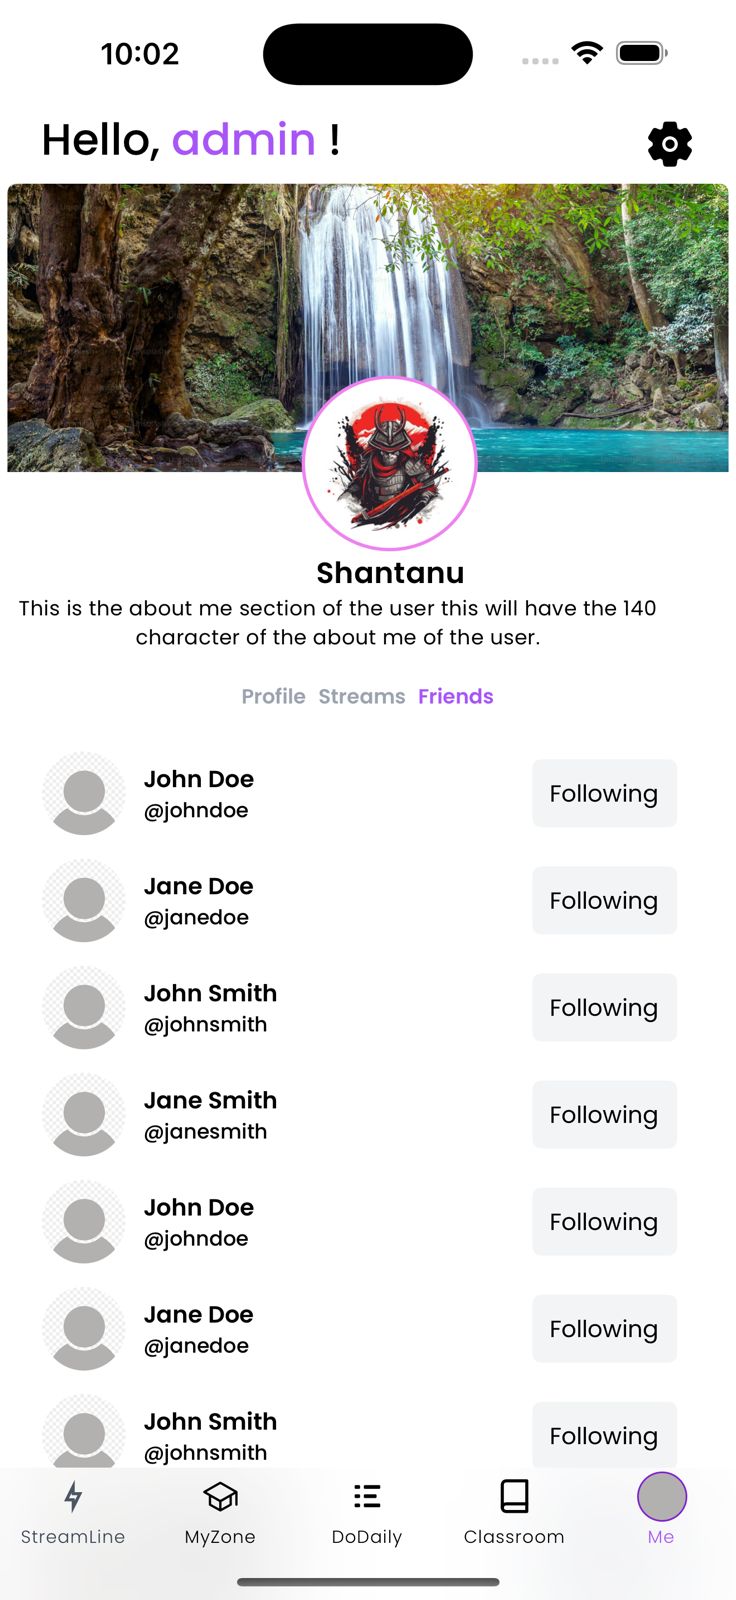 10:02
Hello, admin !
Shantanu
This is the about me section of the user this will have the 140
character of the about me of the user.
Profile Streams Friends
John Doe
@johndoe
Following
Jane Doe
@janedoe
Following
John Smith
@johnsmith
Following
Jane Smith
@janesmith
Following
John Doe
@johndoe
Following
Jane Doe
@janedoe
Following
John Smith
@johnsmith
Following
StreamLine MyZone DoDaily Classroom Me